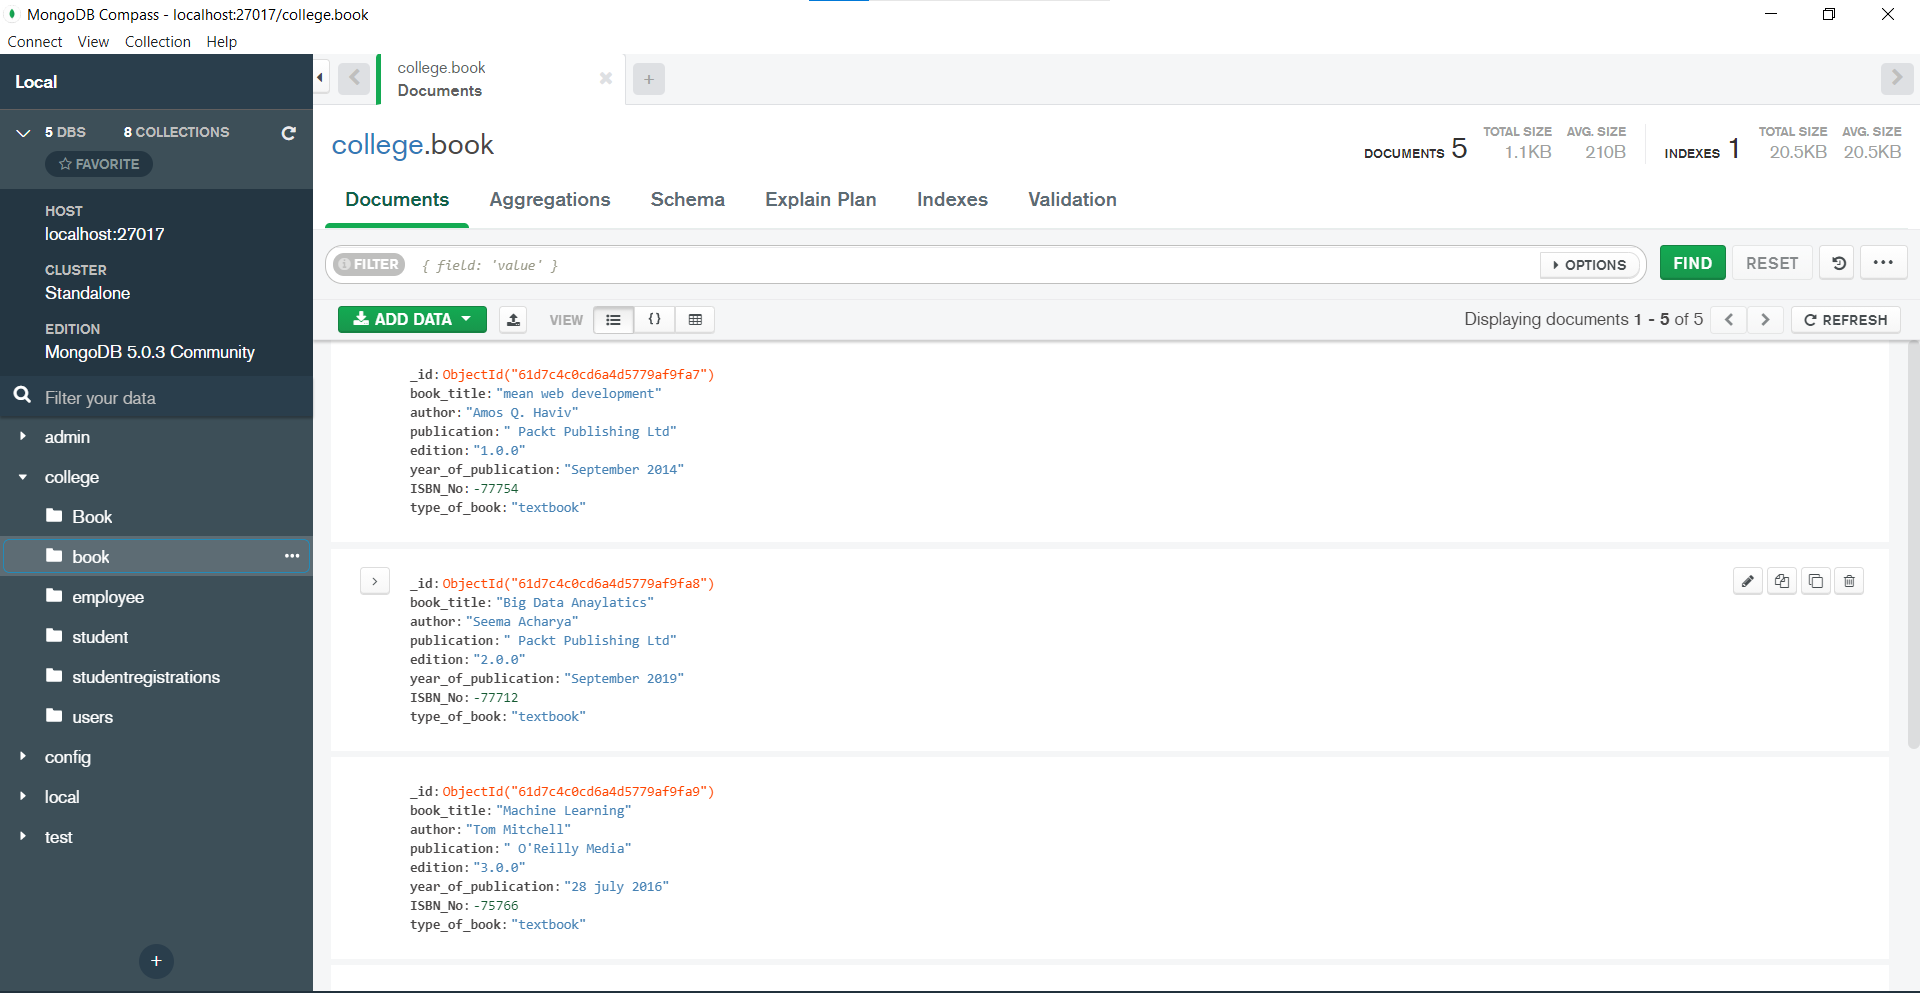 MongoDB Compass - localhost:27017/college.book
Connect View Collection Help
Local
5 DBS 8 COLLECTIONS
FAVORITE
HOST
localhost:27017
CLUSTER
Standalone
EDITION
MongoDB 5.0.3 Community
Filter your data
admin
college
Book
book
employee
student
studentregistrations
users
config
local
test
+
college.book
Documents
+
college.book
DOCUMENTS 5
TOTAL SIZE
1.1KB
AVG. SIZE
210B
INDEXES 1
TOTAL SIZE
20.5KB
AVG. SIZE
20.5KB
Documents Aggregations Schema Explain Plan Indexes Validation
FILTER { field: 'value' } OPTIONS FIND RESET
ADD DATA VIEW {} Displaying documents 1 - 5 of 5 REFRESH
_id: ObjectId("61d7c4c0cd6a4d5779af9fa7")
book_title: "mean web development"
author: "Amos Q. Haviv"
publication: " Packt Publishing Ltd"
edition: "1.0.0"
year_of_publication: "September 2014"
ISBN_No: -77754
type_of_book: "textbook"
_id: ObjectId("61d7c4c0cd6a4d5779af9fa8")
book_title: "Big Data Anaylatics"
author: "Seema Acharya"
publication: " Packt Publishing Ltd"
edition: "2.0.0"
year_of_publication: "September 2019"
ISBN_No: -77712
type_of_book: "textbook"
_id: ObjectId("61d7c4c0cd6a4d5779af9fa9")
book_title: "Machine Learning"
author: "Tom Mitchell"
publication: " O'Reilly Media"
edition: "3.0.0"
year_of_publication: "28 july 2016"
ISBN_No: -75766
type_of_book: "textbook"